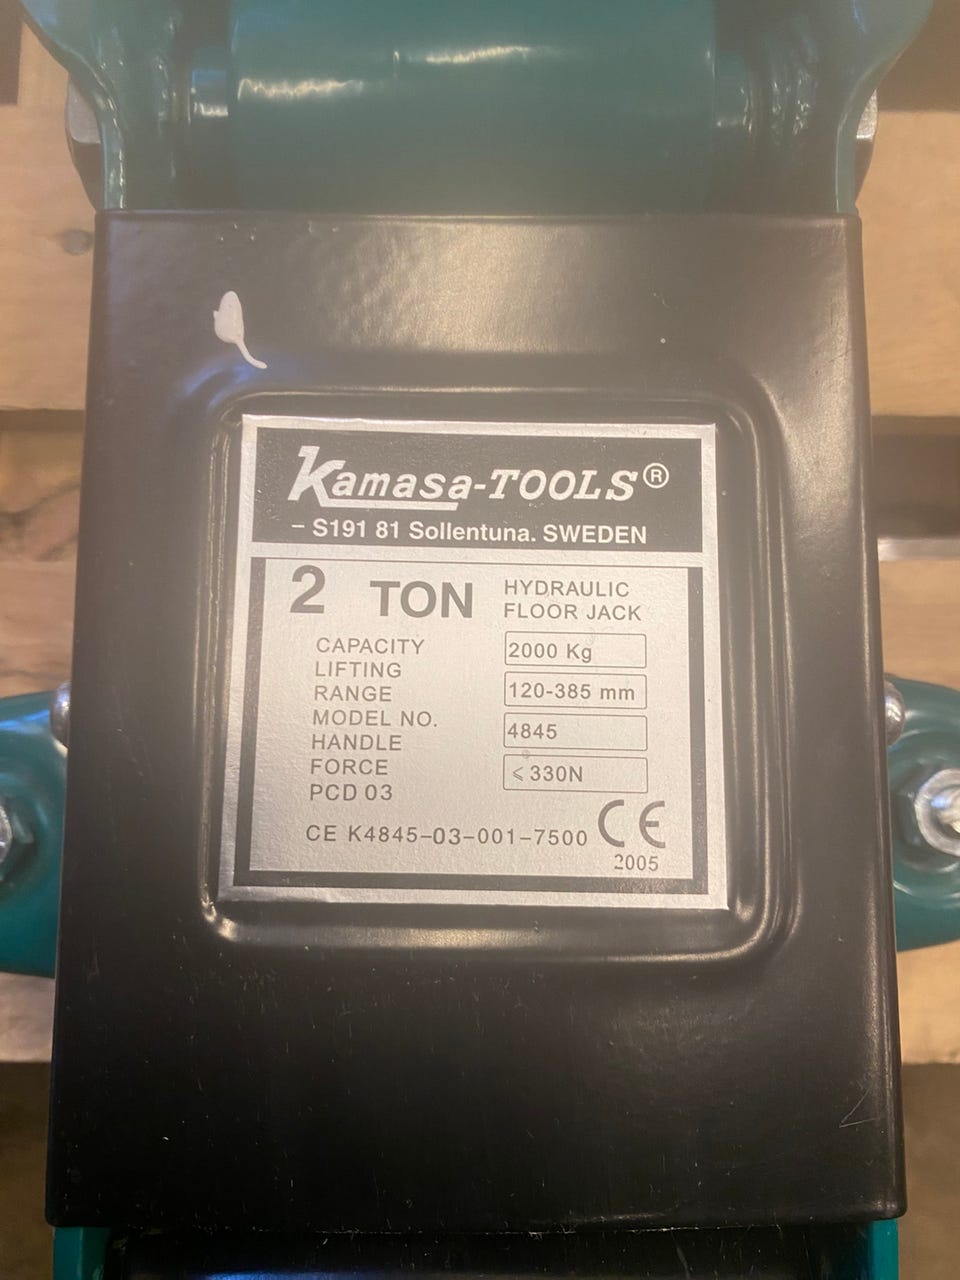 Kamasa-TOOLS®
– S191 81 Sollentuna. SWEDEN
2 TON
HYDRAULIC
FLOOR JACK
CAPACITY
LIFTING
RANGE
MODEL NO.
HANDLE
FORCE
PCD 03
2000 Kg
120-385 mm
4845
≤ 330N
CE K4845-03-001-7500
CE
2005